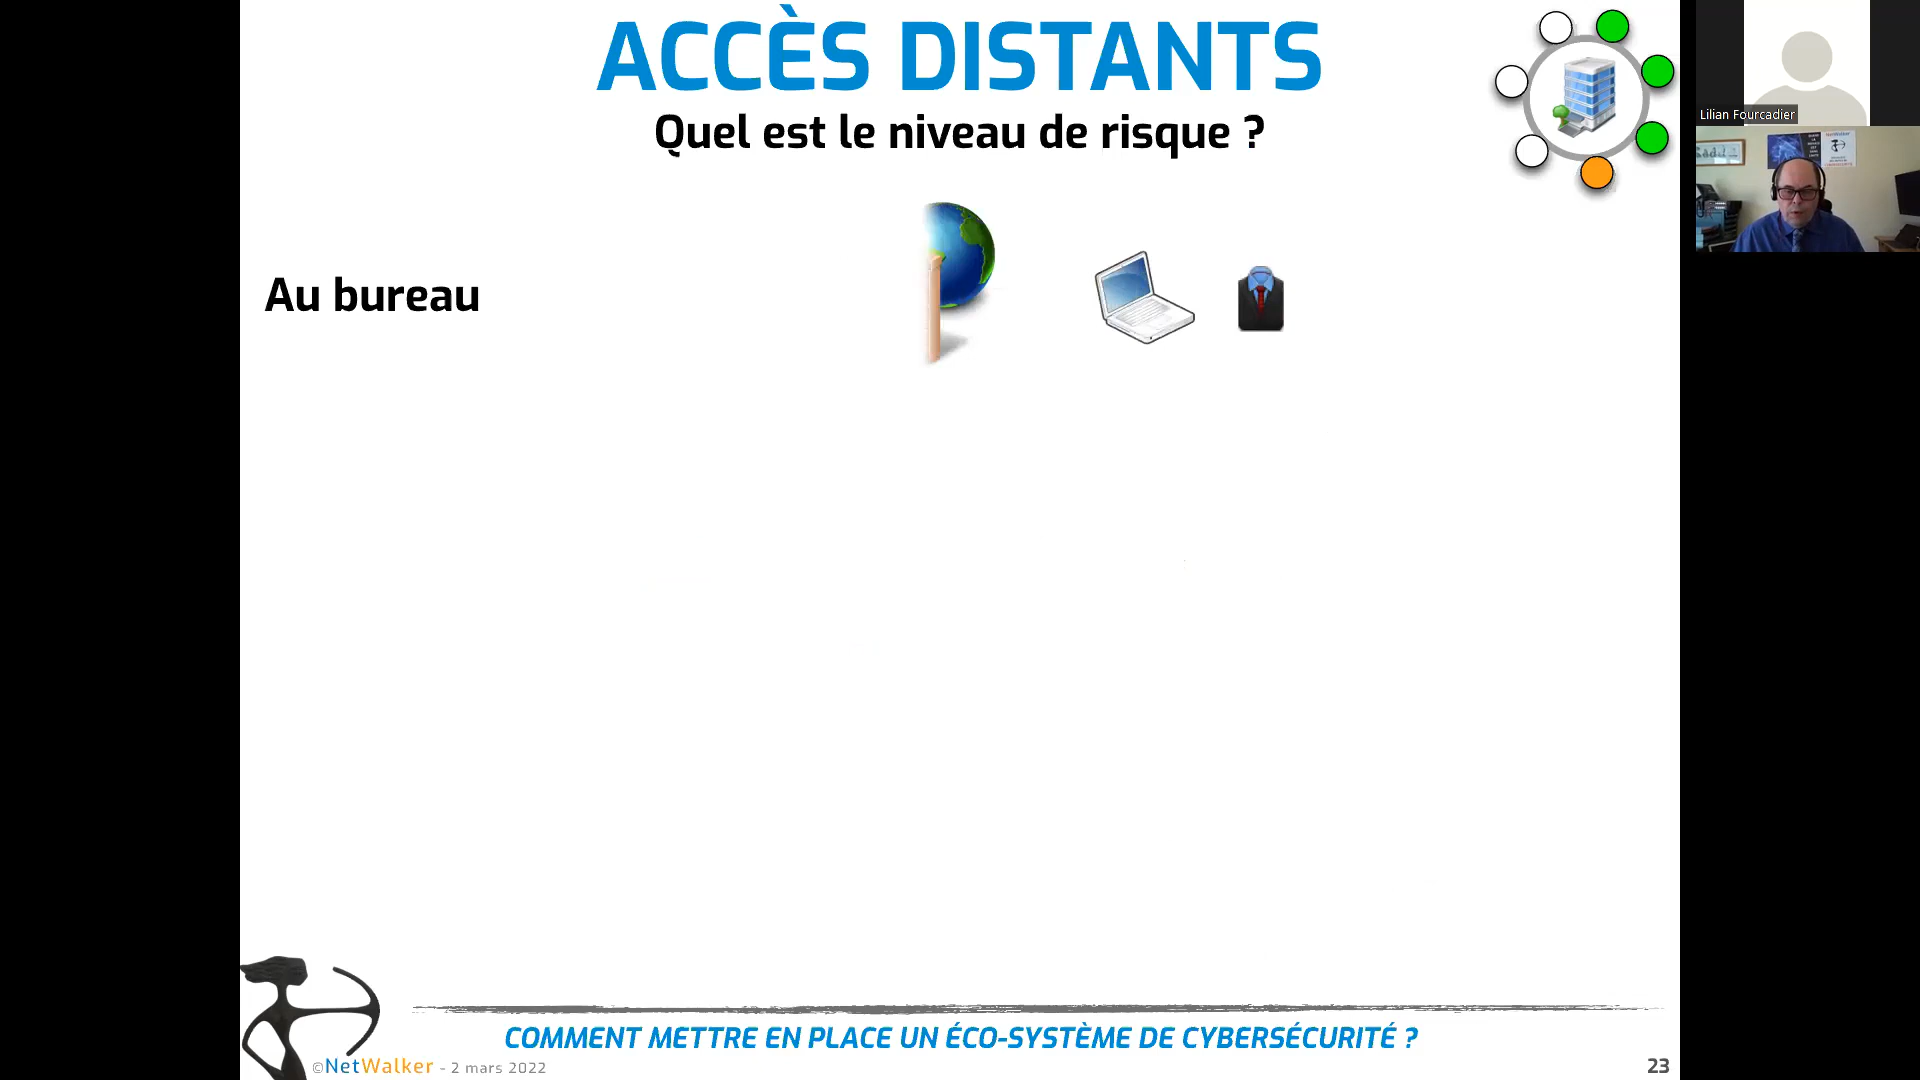 ACCÈS DISTANTS
Quel est le niveau de risque ?
Lilian Fourcadier
Au bureau
COMMENT METTRE EN PLACE UN ÉCO-SYSTÈME DE CYBERSÉCURITÉ ?
©NetWalker - 2 mars 2022
23